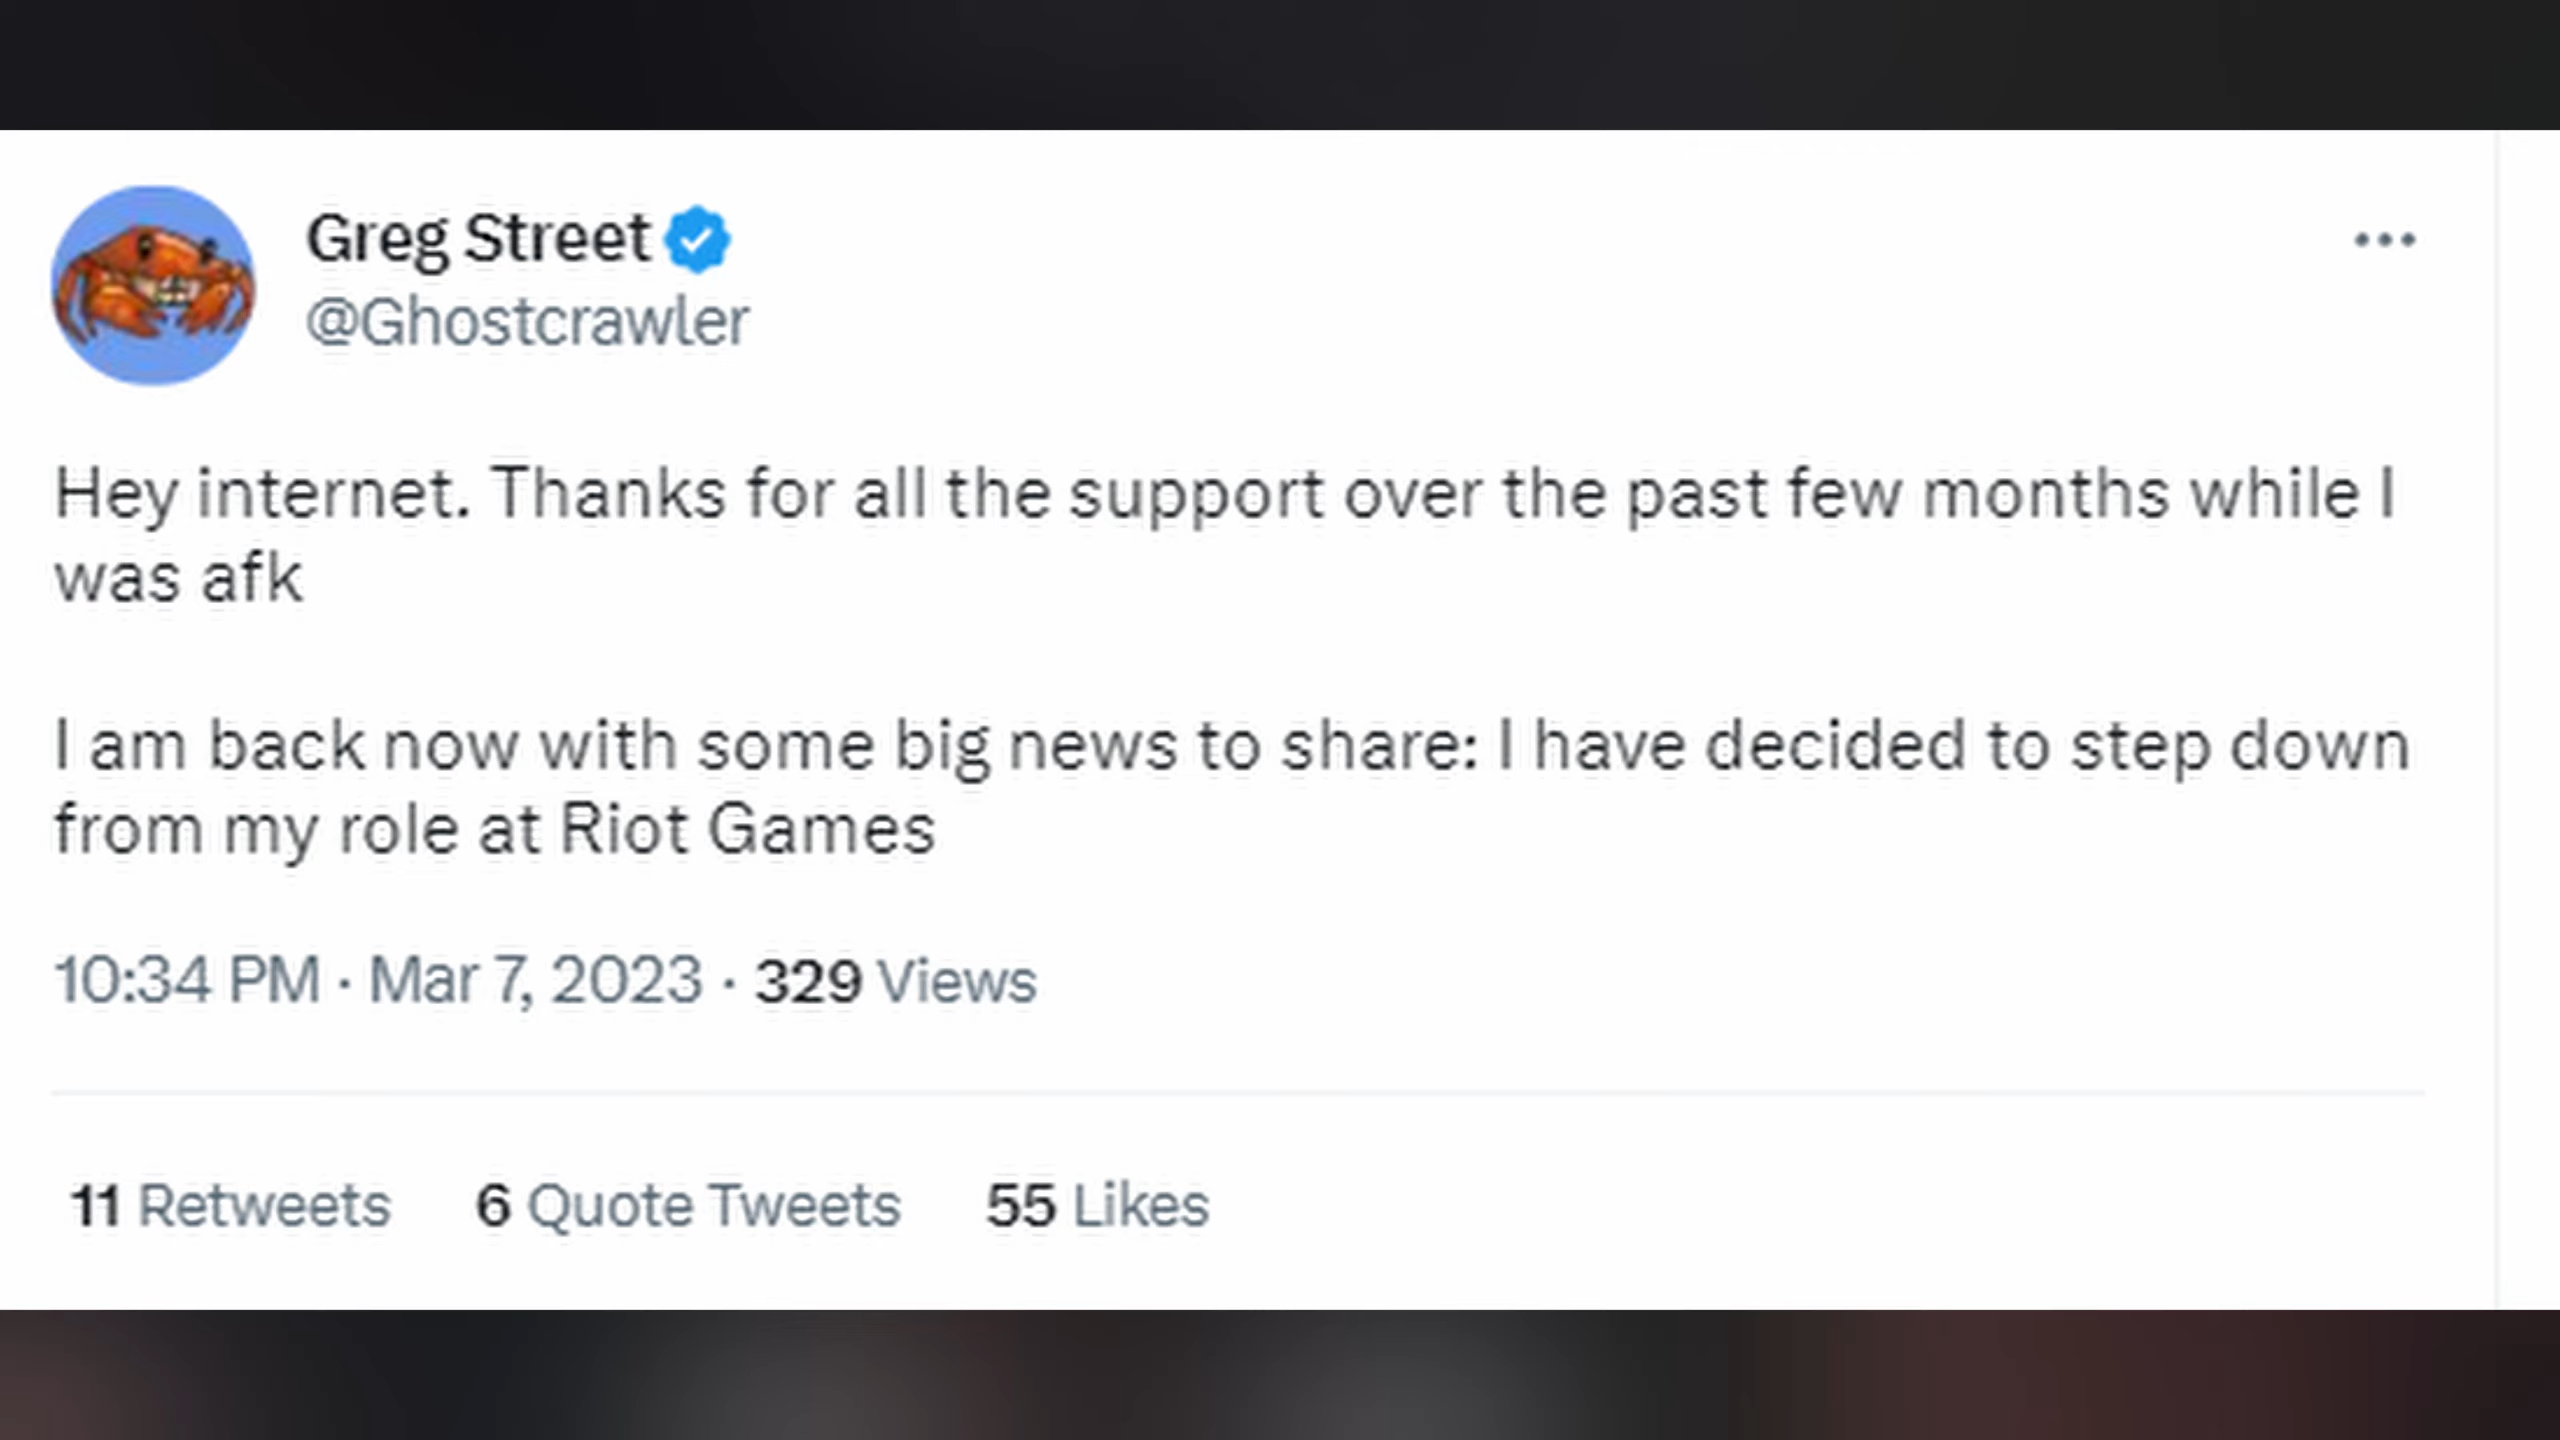 Greg Street
@Ghostcrawler
Hey internet. Thanks for all the support over the past few months while I
was afk
I am back now with some big news to share: I have decided to step down
from my role at Riot Games
10:34 PM · Mar 7, 2023 · 329 Views
11 Retweets 6 Quote Tweets 55 Likes